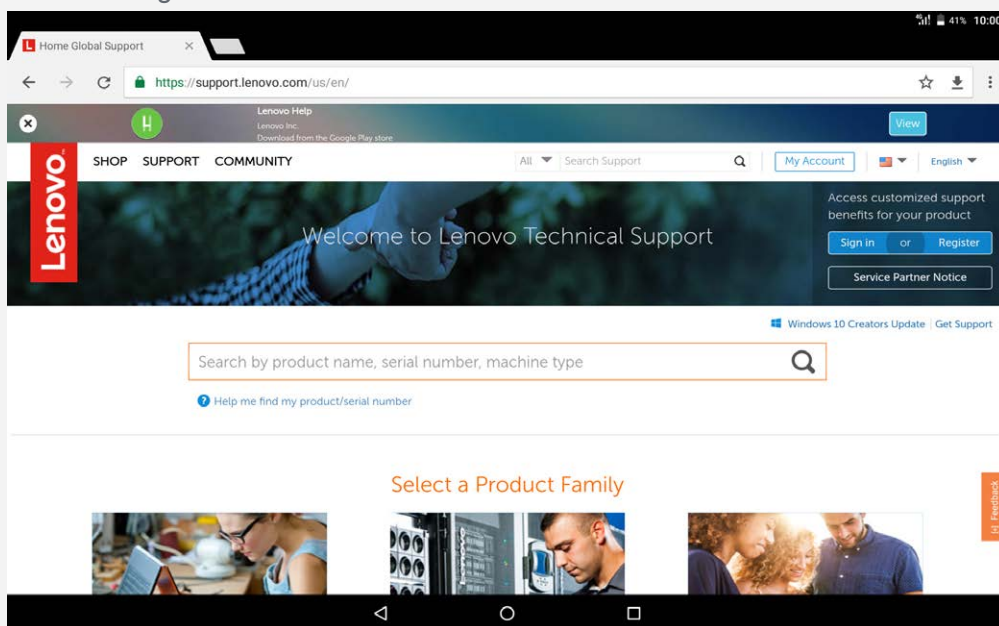 4G 41% 10:00
Home Global Support
https://support.lenovo.com/us/en/
Lenovo Help
Lenovo Inc.
Download from the Google Play store
H
View
Lenovo
SHOP SUPPORT COMMUNITY All Search Support My Account English
Access customized support
benefits for your product
Welcome to Lenovo Technical Support
Sign in or Register
Service Partner Notice
Windows 10 Creators Update Get Support
Search by product name, serial number, machine type
? Help me find my product/serial number
Select a Product Family
[+] Feedback